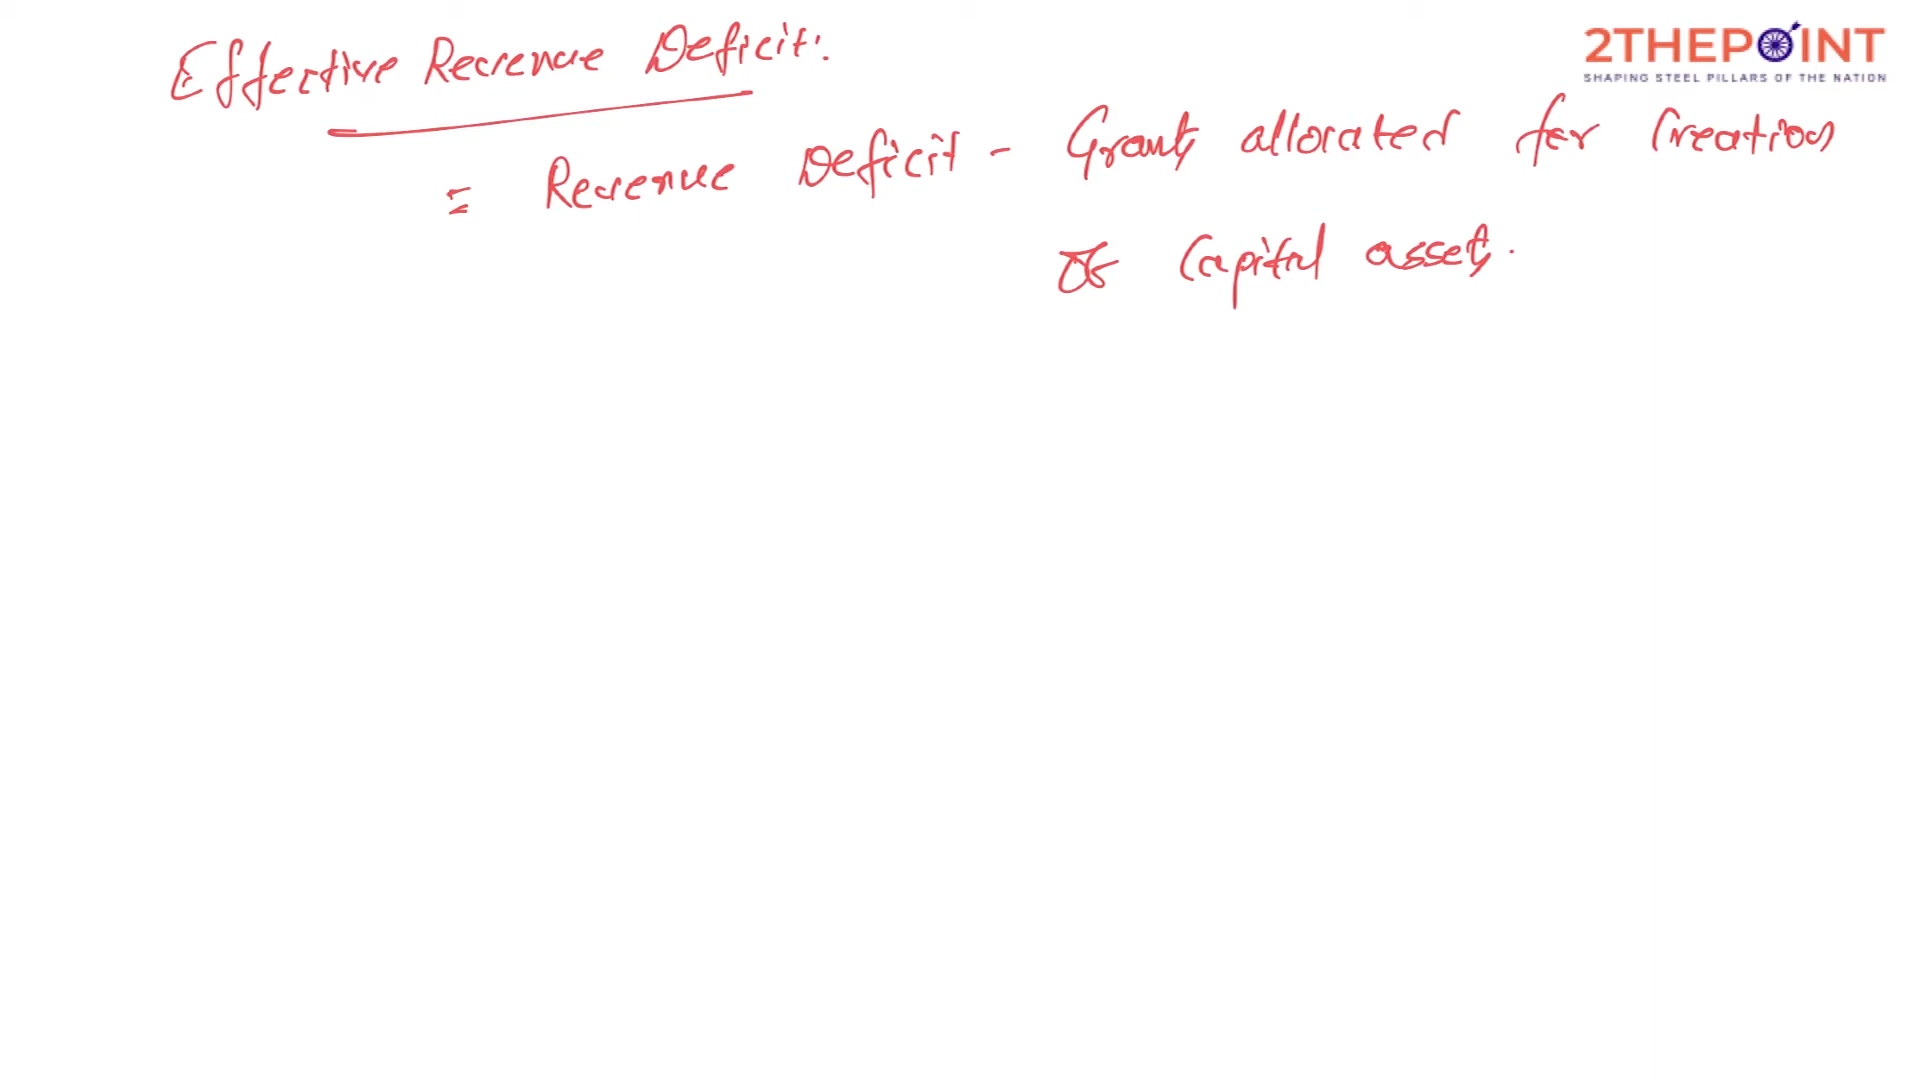 2THEPOINT
SHAPING STEEL PILLARS OF THE NATION
Effective Revenue Deficit:
= Revenue Deficit - Grants allocated for Creation
of Capital assets.